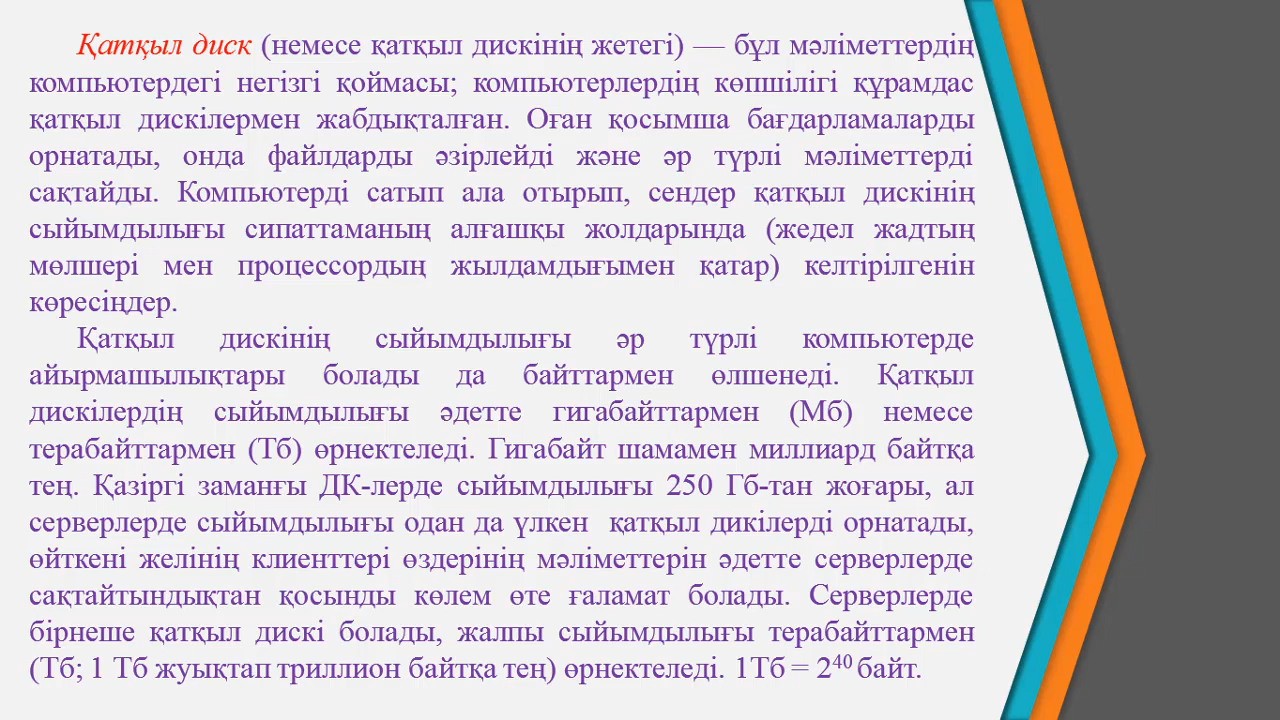 Қатқыл диск (немесе қатқыл дискінің жетегі) — бұл мәліметтердің
компьютердегі негізгі қоймасы; компьютерлердің көпшілігі құрамдас
қатқыл дискілермен жабдықталған. Оған қосымша бағдарламаларды
орнатады, онда файлдарды әзірлейді және әр түрлі мәліметтерді
сақтайды. Компьютерді сатып ала отырып, сендер қатқыл дискінің
сыйымдылығы сипаттаманың алғашқы жолдарында (жедел жадтың
мөлшері мен процессордың жылдамдығымен қатар) келтірілгенін
көресіңдер.
Қатқыл дискінің сыйымдылығы әр түрлі компьютерде
айырмашылықтары болады да байттармен өлшенеді. Қатқыл
дискілердің сыйымдылығы әдетте гигабайттармен (Мб) немесе
терабайттармен (Тб) өрнектеледі. Гигабайт шамамен миллиард байтқа
тең. Қазіргі заманғы ДК-лерде сыйымдылығы 250 Гб-тан жоғары, ал
серверлерде сыйымдылығы одан да үлкен қатқыл дикілерді орнатады,
өйткені желінің клиенттері өздерінің мәліметтерін әдетте серверлерде
сақтайтындықтан қосынды көлем өте ғаламат болады. Серверлерде
бірнеше қатқыл дискі болады, жалпы сыйымдылығы терабайттармен
(Тб; 1 Тб жуықтап триллион байтқа тең) өрнектеледі. 1Тб = 2⁴⁰ байт.